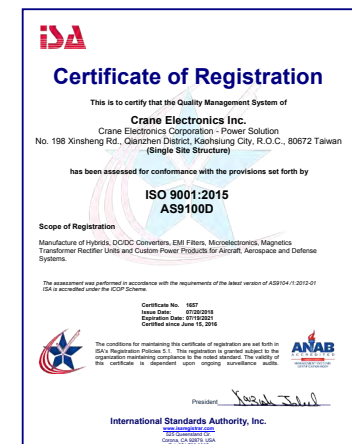 ISA
Certificate of Registration
This is to certify that the Quality Management System of
Crane Electronics Inc.
Crane Electronics Corporation - Power Solution
No. 198 Xinsheng Rd., Qianzhen District, Kaohsiung City, R.O.C., 80672 Taiwan
(Single Site Structure)
has been assessed for conformance with the provisions set forth by
ISO 9001:2015
AS9100D
Scope of Registration
Manufacture of Hybrids, DC/DC Converters, EMI Filters, Microelectronics, Magnetics
Transformer Rectifier Units and Custom Power Products for Aircraft, Aerospace and Defense
Systems.
The assessment was performed in accordance with the requirements of the latest version of AS9104 /1:2012-01
ISA is accredited under the ICOP Scheme.
Certificate No. 1657
Issue Date: 07/20/2018
Expiration Date: 07/19/2021
Certified since June 15, 2016
The conditions for maintaining this certificate of registration are set forth in
ISA's Registration Policies 5.1. This registration is granted subject to the
organization maintaining compliance to the noted standard. The validity of
this certificate is dependent upon ongoing surveillance audits.
ANAB
ACCREDITED
President
International Standards Authority, Inc.
www.isaregistrar.com
525 Queensland Cir.
Corona, CA 92879, USA